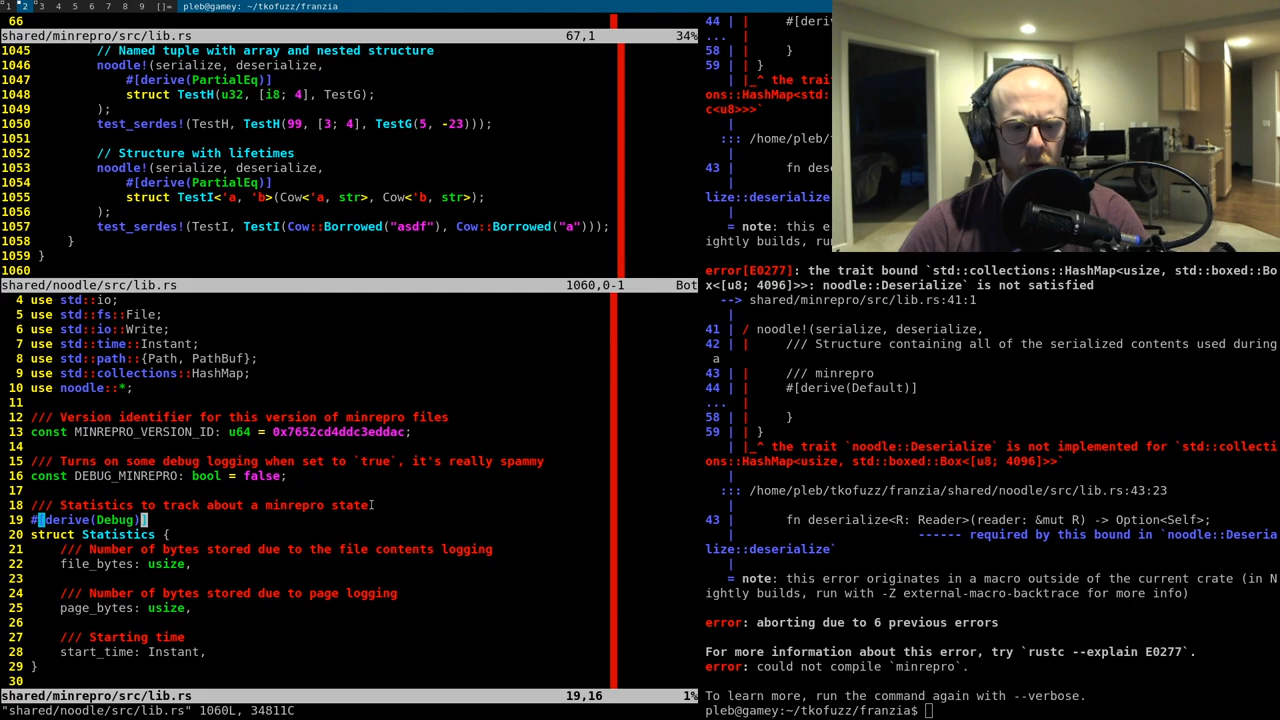 1 2 3 4 5 6 7 8 9 []= pleb@gamey: ~/tkofuzz/franzia
66
shared/minrepro/src/lib.rs 67,1 34%
1045 // Named tuple with array and nested structure
1046 noodle!(serialize, deserialize,
1047 #[derive(PartialEq)]
1048 struct TestH(u32, [i8; 4], TestG);
1049 );
1050 test_serdes!(TestH, TestH(99, [3; 4], TestG(5, -23)));
1051
1052 // Structure with lifetimes
1053 noodle!(serialize, deserialize,
1054 #[derive(PartialEq)]
1055 struct TestI<'a, 'b>(Cow<'a, str>, Cow<'b, str>);
1056 );
1057 test_serdes!(TestI, TestI(Cow::Borrowed("asdf"), Cow::Borrowed("a")));
1058 }
1059 }
1060
shared/noodle/src/lib.rs 1060,0-1 Bot
4 use std::io;
5 use std::fs::File;
6 use std::io::Write;
7 use std::time::Instant;
8 use std::path::{Path, PathBuf};
9 use std::collections::HashMap;
10 use noodle::*;
11
12 /// Version identifier for this version of minrepro files
13 const MINREPRO_VERSION_ID: u64 = 0x7652cd4ddc3eddac;
14
15 /// Turns on some debug logging when set to `true`, it's really spammy
16 const DEBUG_MINREPRO: bool = false;
17
18 /// Statistics to track about a minrepro state
19 #[derive(Debug)]
20 struct Statistics {
21 /// Number of bytes stored due to the file contents logging
22 file_bytes: usize,
23
24 /// Number of bytes stored due to page logging
25 page_bytes: usize,
26
27 /// Starting time
28 start_time: Instant,
29 }
30
shared/minrepro/src/lib.rs 19,16 1%
"shared/noodle/src/lib.rs" 1060L, 34811C
44 | | #[deriv
... |
58 | | }
59 | | }
|_^ the trai
ons::HashMap<std:
c<u8>>>`
|
::: /home/pleb/t
43 | fn dese
|
lize::deserialize
|
= note: this e
ightly builds, ru
error[E0277]: the trait bound `std::collections::HashMap<usize, std::boxed::Bo
x<[u8; 4096]>>: noodle::Deserialize` is not satisfied
--> shared/minrepro/src/lib.rs:41:1
|
41 | / noodle!(serialize, deserialize,
42 | | /// Structure containing all of the serialized contents used during
a
43 | | /// minrepro
44 | | #[derive(Default)]
... |
58 | | }
59 | | }
| |_^ the trait `noodle::Deserialize` is not implemented for `std::collecti
ons::HashMap<usize, std::boxed::Box<[u8; 4096]>>`
|
::: /home/pleb/tkofuzz/franzia/shared/noodle/src/lib.rs:43:23
|
43 | fn deserialize<R: Reader>(reader: &mut R) -> Option<Self>;
| ------ required by this bound in `noodle::Deseria
lize::deserialize`
|
= note: this error originates in a macro outside of the current crate (in N
ightly builds, run with -Z external-macro-backtrace for more info)
error: aborting due to 6 previous errors
For more information about this error, try `rustc --explain E0277`.
error: could not compile `minrepro`.
To learn more, run the command again with --verbose.
pleb@gamey:~/tkofuzz/franzia$